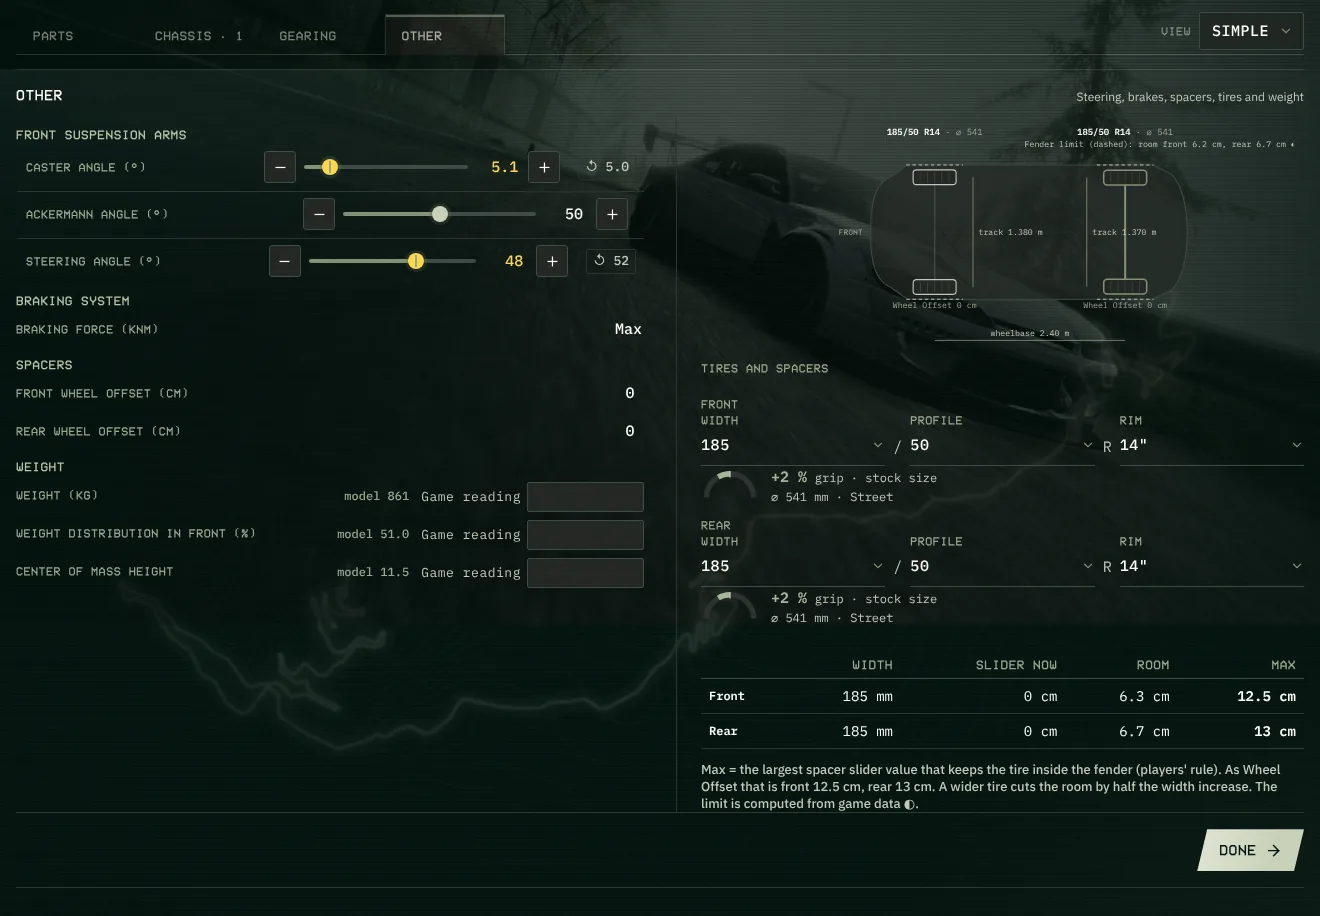 PARTS
CHASSIS · 1
GEARING
OTHER
VIEW
SIMPLE
OTHER
Steering, brakes, spacers, tires and weight
FRONT SUSPENSION ARMS
CASTER ANGLE (°)
−
5.1
+
5.0
ACKERMANN ANGLE (°)
−
50
+
STEERING ANGLE (°)
−
48
+
52
BRAKING SYSTEM
BRAKING FORCE (KNM)
Max
SPACERS
FRONT WHEEL OFFSET (CM)
0
REAR WHEEL OFFSET (CM)
0
WEIGHT
WEIGHT (KG)
model 861
Game reading
WEIGHT DISTRIBUTION IN FRONT (%)
model 51.0
Game reading
CENTER OF MASS HEIGHT
model 11.5
Game reading
185/50 R14 · ⌀ 541
185/50 R14 · ⌀ 541
Fender limit (dashed): room front 6.2 cm, rear 6.7 cm
FRONT
track 1.380 m
track 1.370 m
Wheel Offset 0 cm
Wheel Offset 0 cm
wheelbase 2.40 m
TIRES AND SPACERS
FRONT
WIDTH
PROFILE
RIM
185
/ 50
R 14"
+2 % grip · stock size
⌀ 541 mm · Street
REAR
WIDTH
PROFILE
RIM
185
/ 50
R 14"
+2 % grip · stock size
⌀ 541 mm · Street
WIDTH
SLIDER NOW
ROOM
MAX
Front
185 mm
0 cm
6.3 cm
12.5 cm
Rear
185 mm
0 cm
6.7 cm
13 cm
Max = the largest spacer slider value that keeps the tire inside the fender (players' rule). As Wheel
Offset that is front 12.5 cm, rear 13 cm. A wider tire cuts the room by half the width increase. The
limit is computed from game data ◐.
DONE →